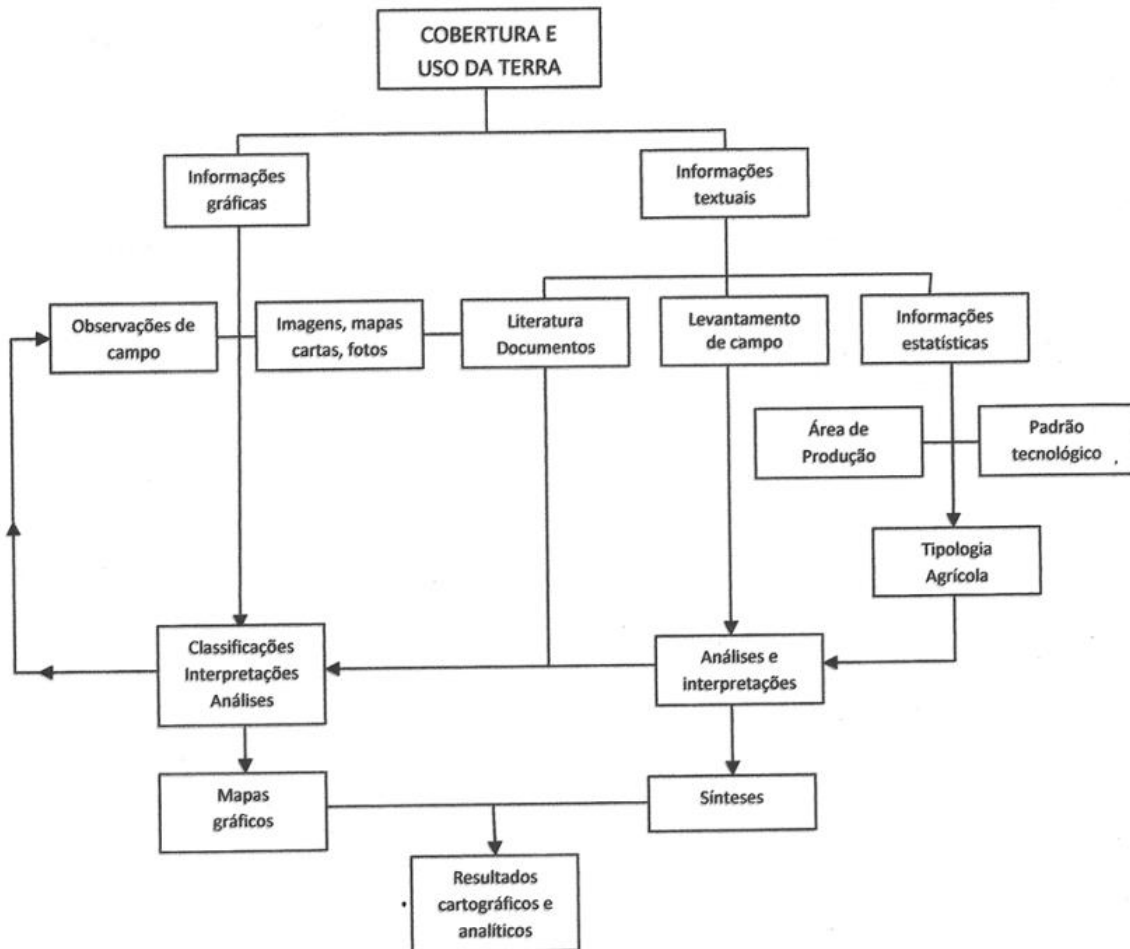 COBERTURA E
USO DA TERRA
Informações
gráficas
Informações
textuais
Observações de
campo
Imagens, mapas
cartas, fotos
Literatura
Documentos
Levantamento
de campo
Informações
estatísticas
Área de
Produção
Padrão
tecnológico
Tipologia
Agrícola
Classificações
Interpretações
Análises
Análises e
interpretações
Mapas
gráficos
Sínteses
Resultados
cartográficos e
analíticos